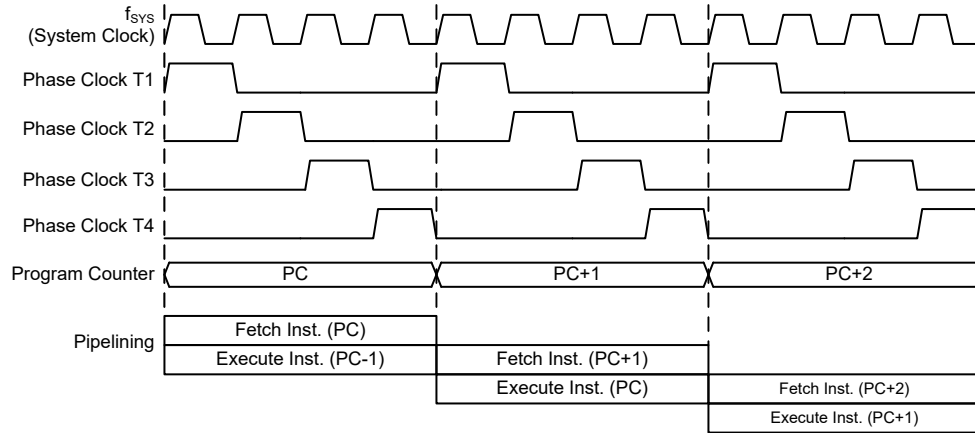 fSYS
(System Clock)
Phase Clock T1
Phase Clock T2
Phase Clock T3
Phase Clock T4
Program Counter PC PC+1 PC+2
Pipelining
Fetch Inst. (PC)
Execute Inst. (PC-1) Fetch Inst. (PC+1)
Execute Inst. (PC) Fetch Inst. (PC+2)
Execute Inst. (PC+1)